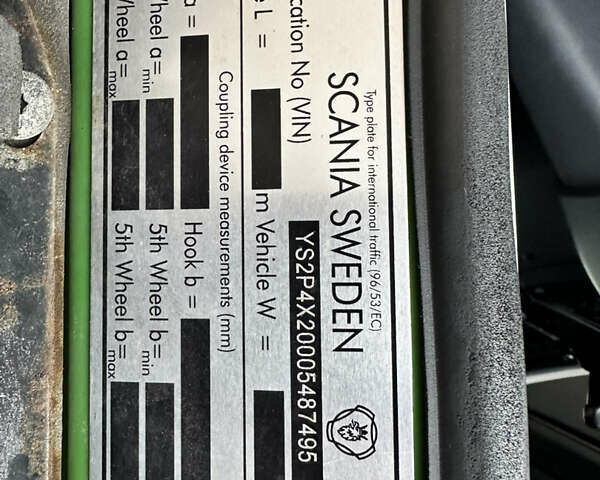 Type plate for international traffic (96/53/EC)
SCANIA SWEDEN
cation No (VIN) YS2P4X20005487495
e L = m Vehicle W =
Coupling device measurements (mm)
a = Hook b =
Wheel a= min 5th Wheel b= min
Wheel a= max 5th Wheel b= max